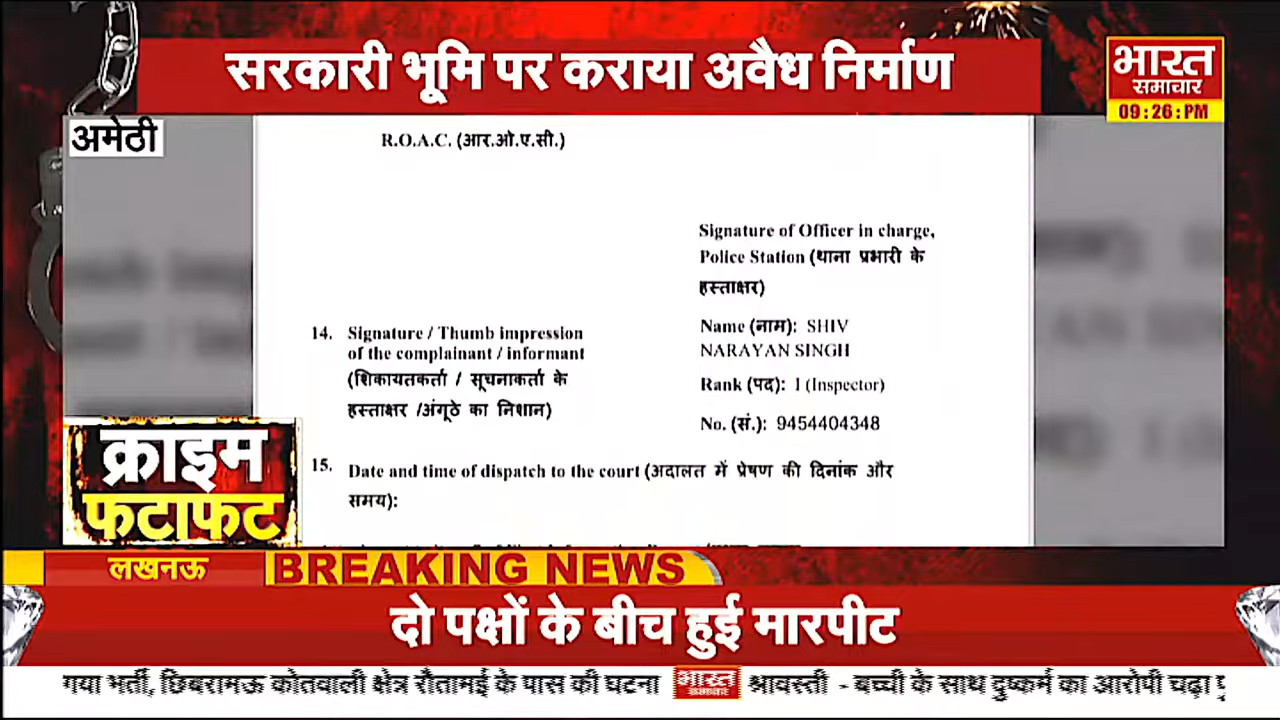 सरकारी भूमि पर कराया अवैध निर्माण
भारत
समाचार
09:26:PM
अमेठी
R.O.A.C. (आर.ओ.ए.सी.)
Signature of Officer in charge,
Police Station (थाना प्रभारी के
हस्ताक्षर)
14. Signature / Thumb impression
of the complainant / informant
(शिकायतकर्ता / सूचनाकर्ता के
हस्ताक्षर /अंगूठे का निशान)
Name (नाम): SHIV
NARAYAN SINGH
Rank (पद): I (Inspector)
No. (सं.): 9454404348
15. Date and time of dispatch to the court (अदालत में प्रेषण की दिनांक और
समय):
क्राइम
फटाफट
लखनऊ
BREAKING NEWS
दो पक्षों के बीच हुई मारपीट
गया भर्ती, छिबरामऊ कोतवाली क्षेत्र के पास की घटना भारत समाचार श्रावस्ती - बच्ची के साथ दुष्कर्म का आरोपी चढ़ा